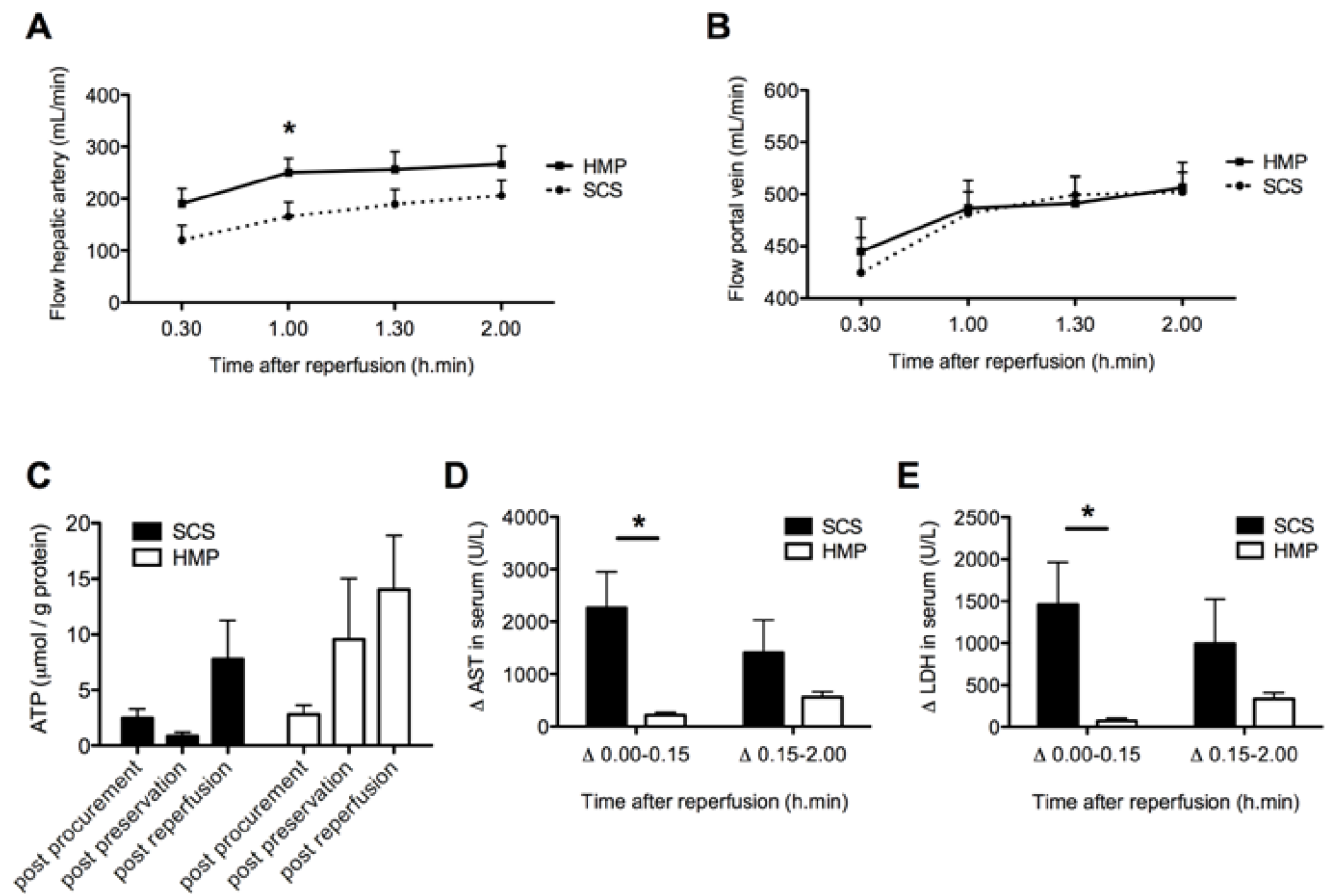 A
Flow hepatic artery (mL/min)
400
300
200
100
0
*
0.30 1.00 1.30 2.00
Time after reperfusion (h.min)
HMP
SCS
B
Flow portal vein (mL/min)
600
550
500
450
400
0.30 1.00 1.30 2.00
Time after reperfusion (h.min)
HMP
SCS
C
ATP (μmol / g protein)
20
15
10
5
0
SCS
HMP
post procurement
post preservation
post reperfusion
post procurement
post preservation
post reperfusion
D
Δ AST in serum (U/L)
4000
3000
2000
1000
0
*
SCS
HMP
Δ 0.00-0.15 Δ 0.15-2.00
Time after reperfusion (h.min)
E
Δ LDH in serum (U/L)
2500
2000
1500
1000
500
0
*
SCS
HMP
Δ 0.00-0.15 Δ 0.15-2.00
Time after reperfusion (h.min)